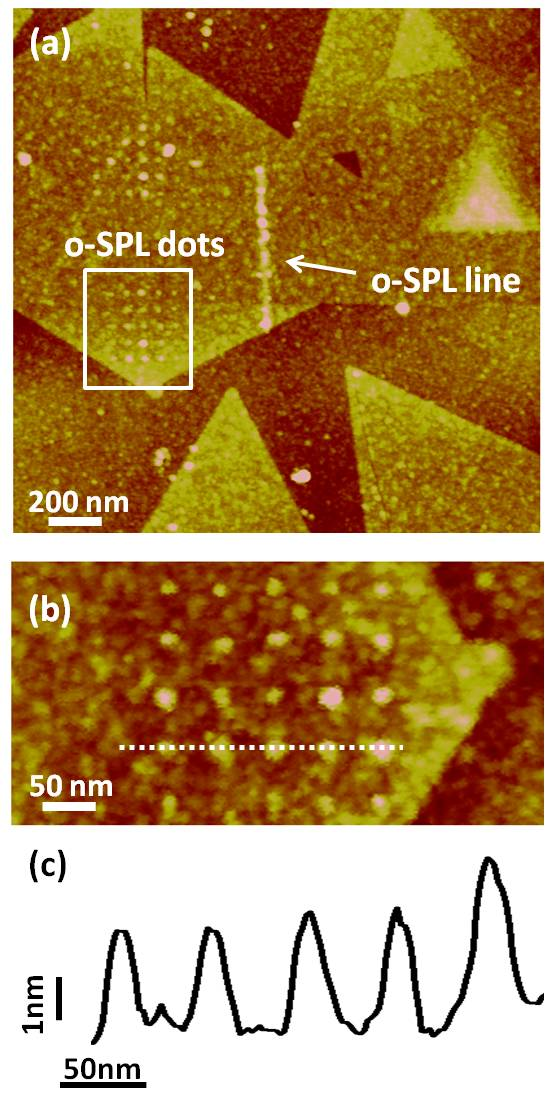 (a)
o-SPL dots
o-SPL line
200 nm
(b)
50 nm
(c)
1nm
50nm